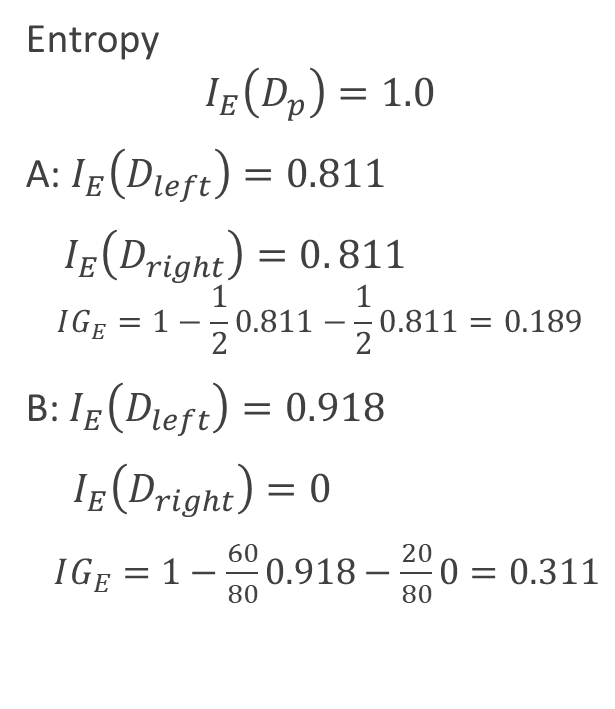 Entropy
I_E(D_p) = 1.0
A: I_E(D_left) = 0.811
I_E(D_right) = 0.811
IG_E = 1 − 1/2 0.811 − 1/2 0.811 = 0.189
B: I_E(D_left) = 0.918
I_E(D_right) = 0
IG_E = 1 − 60/80 0.918 − 20/80 0 = 0.311